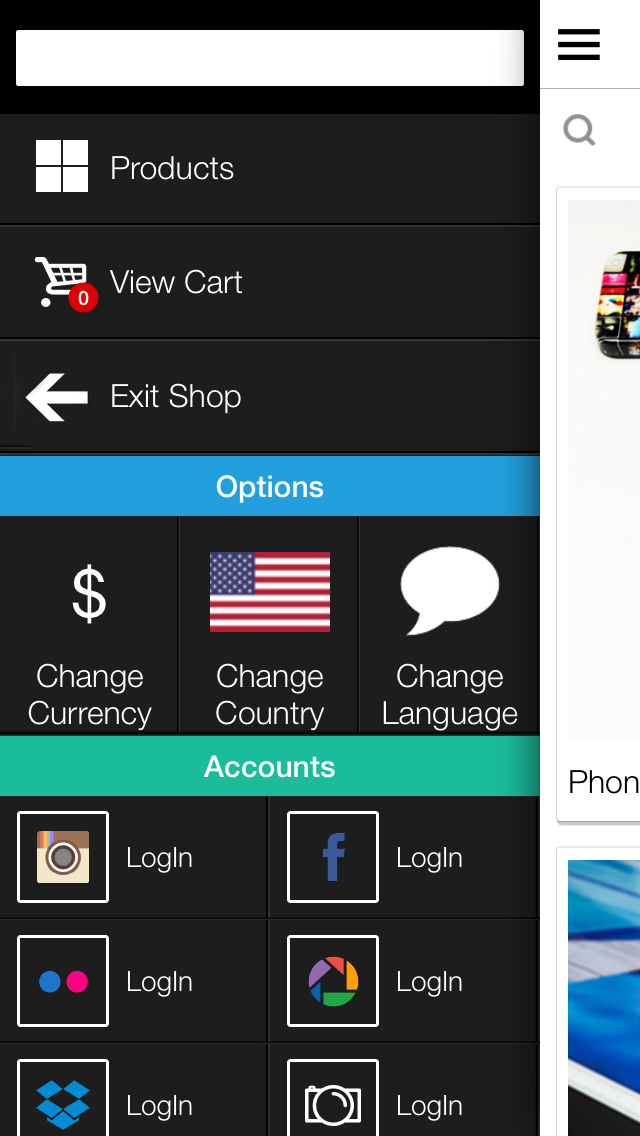 Products
0
View Cart
Exit Shop
Options
$
Change
Currency
Change
Country
Change
Language
Accounts
LogIn
LogIn
LogIn
LogIn
LogIn
LogIn
Phon